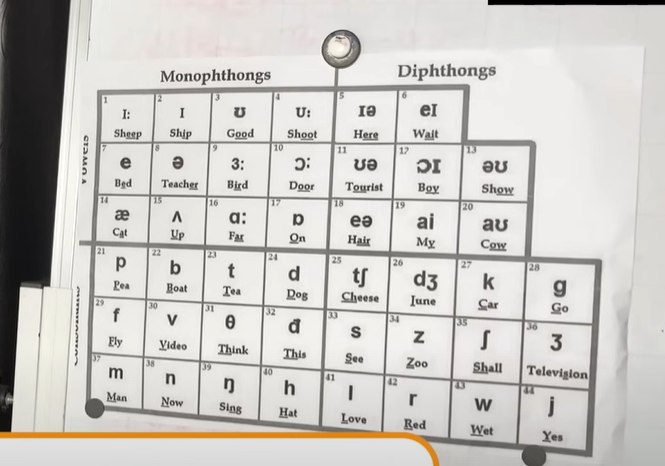 Monophthongs Diphthongs
1 2 3 4 5 6
I: I ʊ ʊ: Iə eI
Sheep Ship Good Shoot Here Wait
7 8 9 10 11 12 13
e ə 3: ɔ: ʊə ɔI əʊ
Bed Teacher Bird Door Tourist Boy Show
14 15 16 17 18 19 20
æ ʌ ɑ: ɒ eə ai aʊ
Cat Up Far On Hair My Cow
21 22 23 24 25 26 27 28
p b t d tʃ dʒ k g
Pea Boat Tea Dog Cheese June Car Go
29 30 31 32 33 34 35 36
f v θ đ s z ʃ ʒ
Fly Video Think This See Zoo Shall Television
37 38 39 40 41 42 43 44
m n ŋ h l r w j
Man Now Sing Hat Love Red Wet Yes